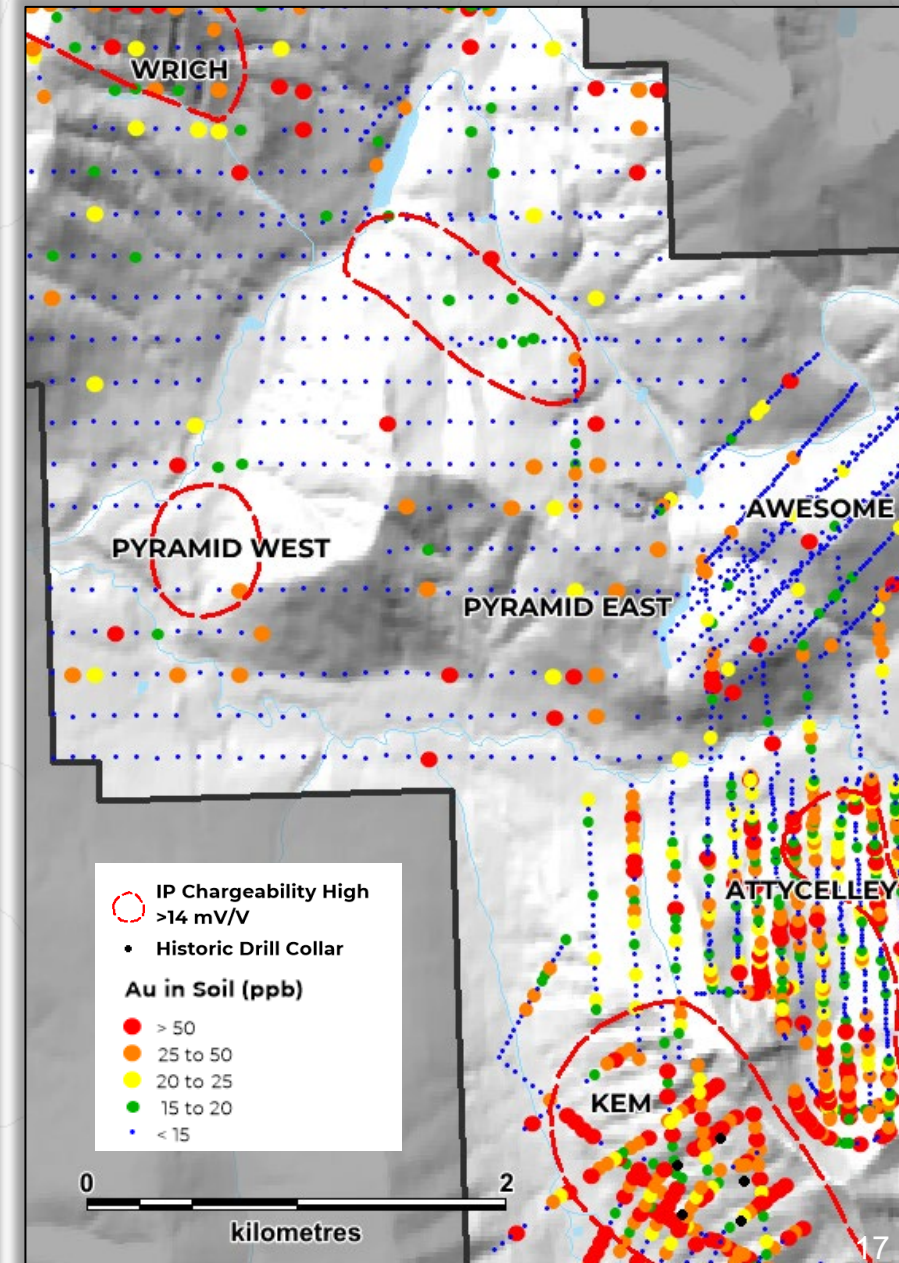 WRICH
AWESOME
PYRAMID WEST
PYRAMID EAST
ATTYCELLEY
IP Chargeability High
>14 mV/V
Historic Drill Collar
Au in Soil (ppb)
> 50
25 to 50
20 to 25
15 to 20
< 15
KEM
0 2
kilometres
17